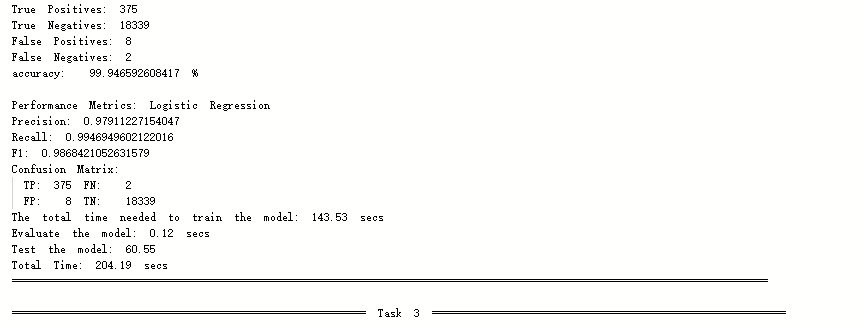 True Positives: 375
True Negatives: 18339
False Positives: 8
False Negatives: 2
accuracy: 99.946592608417 %
Performance Metrics: Logistic Regression
Precision: 0.97911227154047
Recall: 0.9946949602122016
F1: 0.9868421052631579
Confusion Matrix:
TP: 375 FN: 2
FP: 8 TN: 18339
The total time needed to train the model: 143.53 secs
Evaluate the model: 0.12 secs
Test the model: 60.55
Total Time: 204.19 secs
Task 3